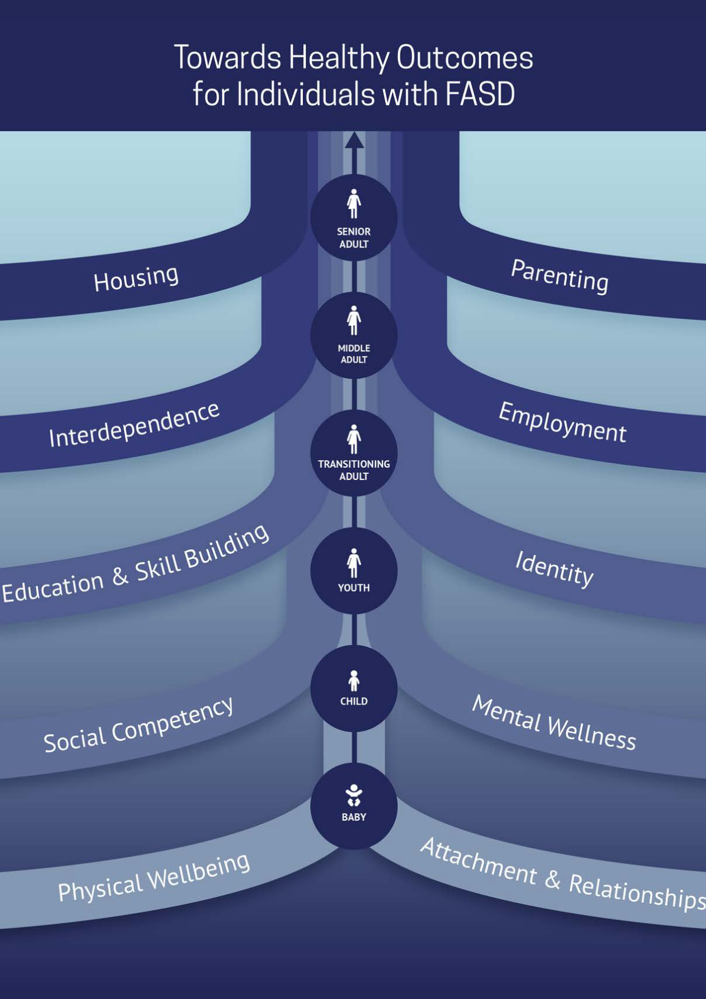 Towards Healthy Outcomes
for Individuals with FASD
SENIOR
ADULT
Housing
Parenting
MIDDLE
ADULT
Interdependence
Employment
TRANSITIONING
ADULT
Education & Skill Building
Identity
YOUTH
CHILD
Social Competency
Mental Wellness
BABY
Physical Wellbeing
Attachment & Relationships